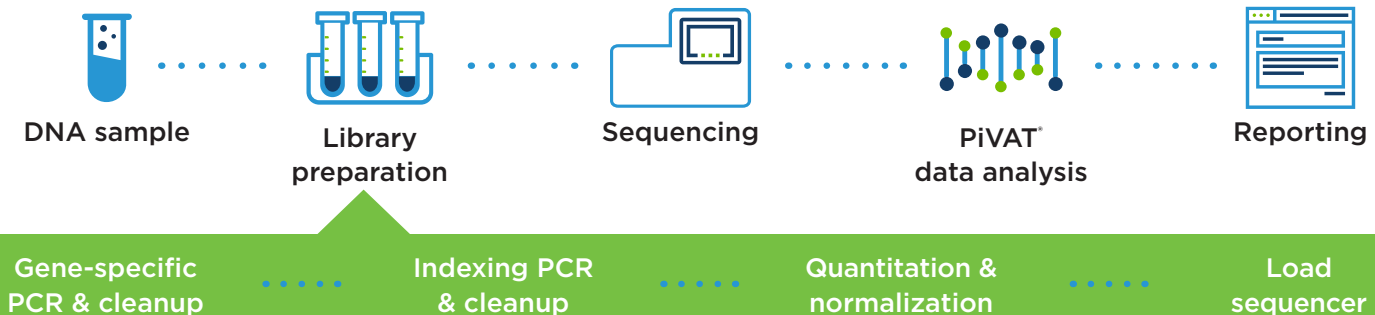 DNA sample
Library
preparation
Sequencing
PiVAT®
data analysis
Reporting
Gene-specific
PCR & cleanup
Indexing PCR
& cleanup
Quantitation &
normalization
Load
sequencer